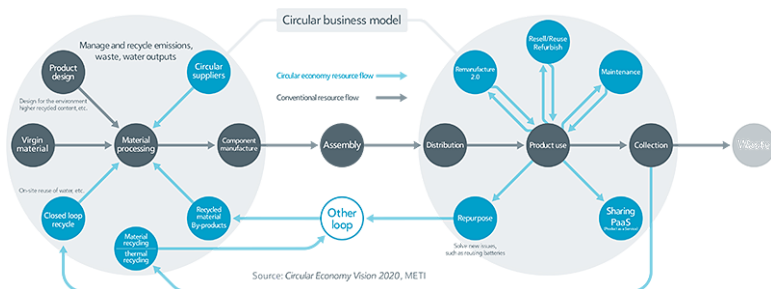 Circular business model
Manage and recycle emissions,
waste, water outputs
Product
design
Circular
suppliers
Design for the environment
higher recycled content, etc.
Circular economy resource flow
Conventional resource flow
Resell/Reuse
Refurbish
Remanufacture
2.0
Maintenance
Virgin
material
Material
processing
Component
manufacture
Assembly
Distribution
Product use
Collection
Waste
On-site reuse of water, etc.
Closed loop
recycle
Recycled
material
By-products
Material
recycling
thermal
recycling
Other
loop
Repurpose
Solve new issues,
such as reusing batteries
Sharing
PaaS
(Product as a Service)
Source: Circular Economy Vision 2020, METI